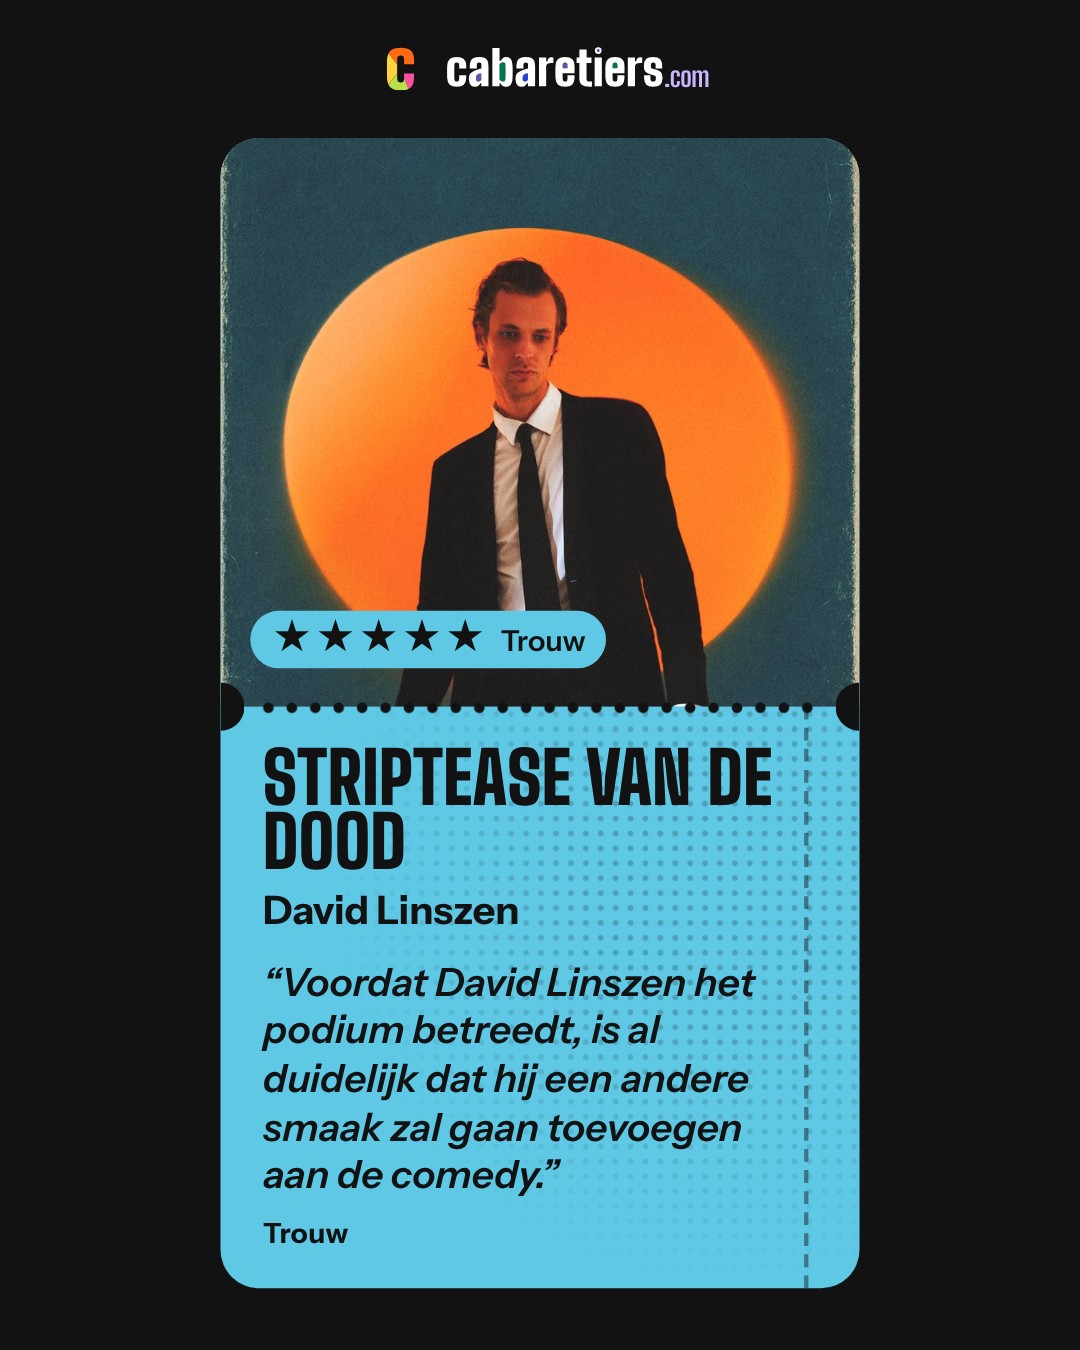 cabaretiers.com
★★★★★ Trouw
STRIPTEASE VAN DE
DOOD
David Linszen
“Voordat David Linszen het
podium betreedt, is al
duidelijk dat hij een andere
smaak zal gaan toevoegen
aan de comedy.”
Trouw